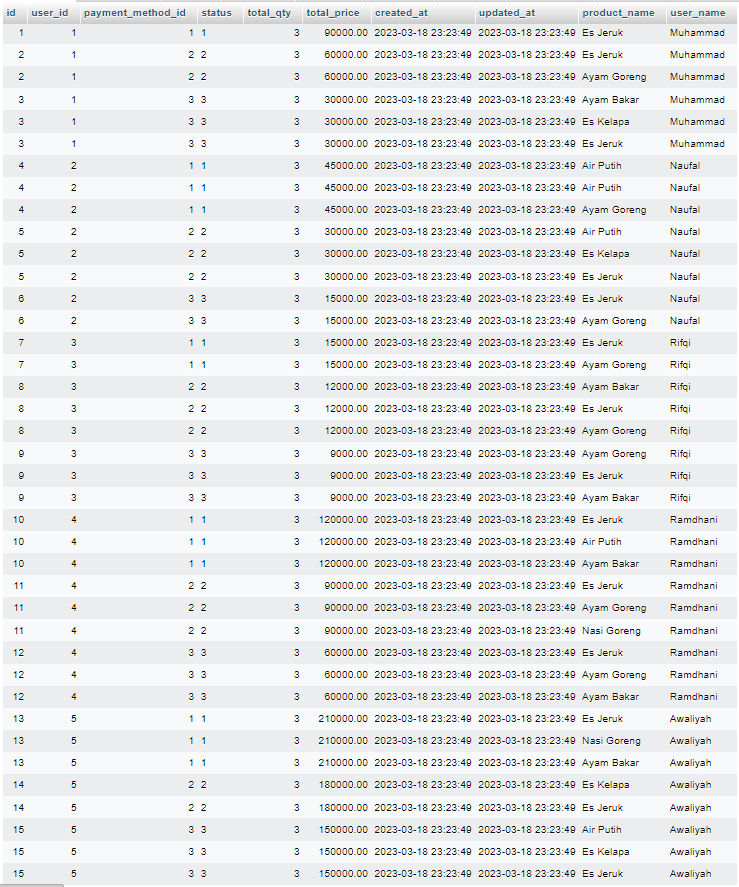 id user_id payment_method_id status total_qty total_price created_at updated_at product_name user_name
1 1 1 1 3 90000.00 2023-03-18 23:23:49 2023-03-18 23:23:49 Es Jeruk Muhammad
2 1 2 2 3 60000.00 2023-03-18 23:23:49 2023-03-18 23:23:49 Es Jeruk Muhammad
2 1 2 2 3 60000.00 2023-03-18 23:23:49 2023-03-18 23:23:49 Ayam Goreng Muhammad
3 1 3 3 3 30000.00 2023-03-18 23:23:49 2023-03-18 23:23:49 Ayam Bakar Muhammad
3 1 3 3 3 30000.00 2023-03-18 23:23:49 2023-03-18 23:23:49 Es Kelapa Muhammad
3 1 3 3 3 30000.00 2023-03-18 23:23:49 2023-03-18 23:23:49 Es Jeruk Muhammad
4 2 1 1 3 45000.00 2023-03-18 23:23:49 2023-03-18 23:23:49 Air Putih Naufal
4 2 1 1 3 45000.00 2023-03-18 23:23:49 2023-03-18 23:23:49 Air Putih Naufal
4 2 1 1 3 45000.00 2023-03-18 23:23:49 2023-03-18 23:23:49 Ayam Goreng Naufal
5 2 2 2 3 30000.00 2023-03-18 23:23:49 2023-03-18 23:23:49 Air Putih Naufal
5 2 2 2 3 30000.00 2023-03-18 23:23:49 2023-03-18 23:23:49 Es Kelapa Naufal
5 2 2 2 3 30000.00 2023-03-18 23:23:49 2023-03-18 23:23:49 Es Jeruk Naufal
6 2 3 3 3 15000.00 2023-03-18 23:23:49 2023-03-18 23:23:49 Es Jeruk Naufal
6 2 3 3 3 15000.00 2023-03-18 23:23:49 2023-03-18 23:23:49 Ayam Goreng Naufal
7 3 1 1 3 15000.00 2023-03-18 23:23:49 2023-03-18 23:23:49 Es Jeruk Rifqi
7 3 1 1 3 15000.00 2023-03-18 23:23:49 2023-03-18 23:23:49 Ayam Goreng Rifqi
8 3 2 2 3 12000.00 2023-03-18 23:23:49 2023-03-18 23:23:49 Ayam Bakar Rifqi
8 3 2 2 3 12000.00 2023-03-18 23:23:49 2023-03-18 23:23:49 Es Jeruk Rifqi
8 3 2 2 3 12000.00 2023-03-18 23:23:49 2023-03-18 23:23:49 Ayam Goreng Rifqi
9 3 3 3 3 9000.00 2023-03-18 23:23:49 2023-03-18 23:23:49 Ayam Goreng Rifqi
9 3 3 3 3 9000.00 2023-03-18 23:23:49 2023-03-18 23:23:49 Es Jeruk Rifqi
9 3 3 3 3 9000.00 2023-03-18 23:23:49 2023-03-18 23:23:49 Ayam Bakar Rifqi
10 4 1 1 3 120000.00 2023-03-18 23:23:49 2023-03-18 23:23:49 Es Jeruk Ramdhani
10 4 1 1 3 120000.00 2023-03-18 23:23:49 2023-03-18 23:23:49 Air Putih Ramdhani
10 4 1 1 3 120000.00 2023-03-18 23:23:49 2023-03-18 23:23:49 Ayam Bakar Ramdhani
11 4 2 2 3 90000.00 2023-03-18 23:23:49 2023-03-18 23:23:49 Es Jeruk Ramdhani
11 4 2 2 3 90000.00 2023-03-18 23:23:49 2023-03-18 23:23:49 Ayam Goreng Ramdhani
11 4 2 2 3 90000.00 2023-03-18 23:23:49 2023-03-18 23:23:49 Nasi Goreng Ramdhani
12 4 3 3 3 60000.00 2023-03-18 23:23:49 2023-03-18 23:23:49 Es Jeruk Ramdhani
12 4 3 3 3 60000.00 2023-03-18 23:23:49 2023-03-18 23:23:49 Ayam Goreng Ramdhani
12 4 3 3 3 60000.00 2023-03-18 23:23:49 2023-03-18 23:23:49 Ayam Bakar Ramdhani
13 5 1 1 3 210000.00 2023-03-18 23:23:49 2023-03-18 23:23:49 Es Jeruk Awaliyah
13 5 1 1 3 210000.00 2023-03-18 23:23:49 2023-03-18 23:23:49 Nasi Goreng Awaliyah
13 5 1 1 3 210000.00 2023-03-18 23:23:49 2023-03-18 23:23:49 Ayam Bakar Awaliyah
14 5 2 2 3 180000.00 2023-03-18 23:23:49 2023-03-18 23:23:49 Es Kelapa Awaliyah
14 5 2 2 3 180000.00 2023-03-18 23:23:49 2023-03-18 23:23:49 Es Jeruk Awaliyah
15 5 3 3 3 150000.00 2023-03-18 23:23:49 2023-03-18 23:23:49 Air Putih Awaliyah
15 5 3 3 3 150000.00 2023-03-18 23:23:49 2023-03-18 23:23:49 Es Kelapa Awaliyah
15 5 3 3 3 150000.00 2023-03-18 23:23:49 2023-03-18 23:23:49 Es Jeruk Awaliyah